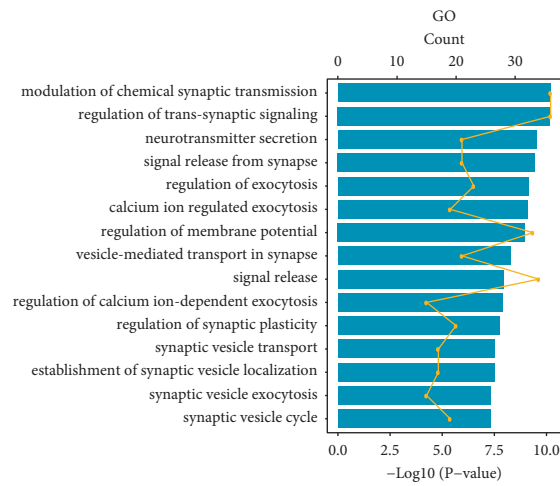 GO
Count
0 10 20 30
modulation of chemical synaptic transmission
regulation of trans-synaptic signaling
neurotransmitter secretion
signal release from synapse
regulation of exocytosis
calcium ion regulated exocytosis
regulation of membrane potential
vesicle-mediated transport in synapse
signal release
regulation of calcium ion-dependent exocytosis
regulation of synaptic plasticity
synaptic vesicle transport
establishment of synaptic vesicle localization
synaptic vesicle exocytosis
synaptic vesicle cycle
0.0 2.5 5.0 7.5 10.0
−Log10 (P−value)